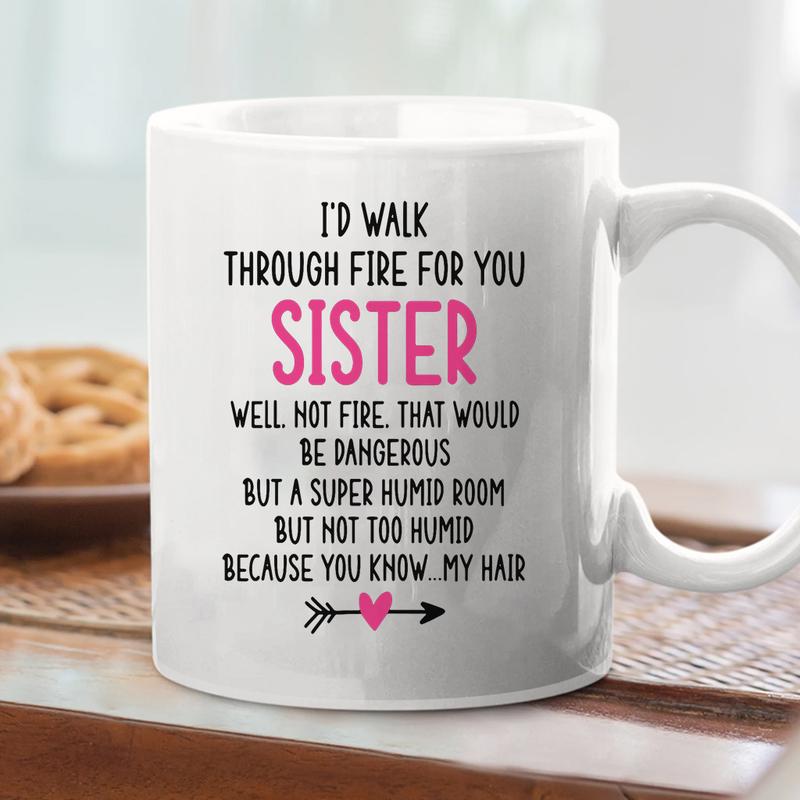 I'D WALK
THROUGH FIRE FOR YOU
SISTER
WELL. NOT FIRE. THAT WOULD
BE DANGEROUS
BUT A SUPER HUMID ROOM
BUT NOT TOO HUMID
BECAUSE YOU KNOW...MY HAIR